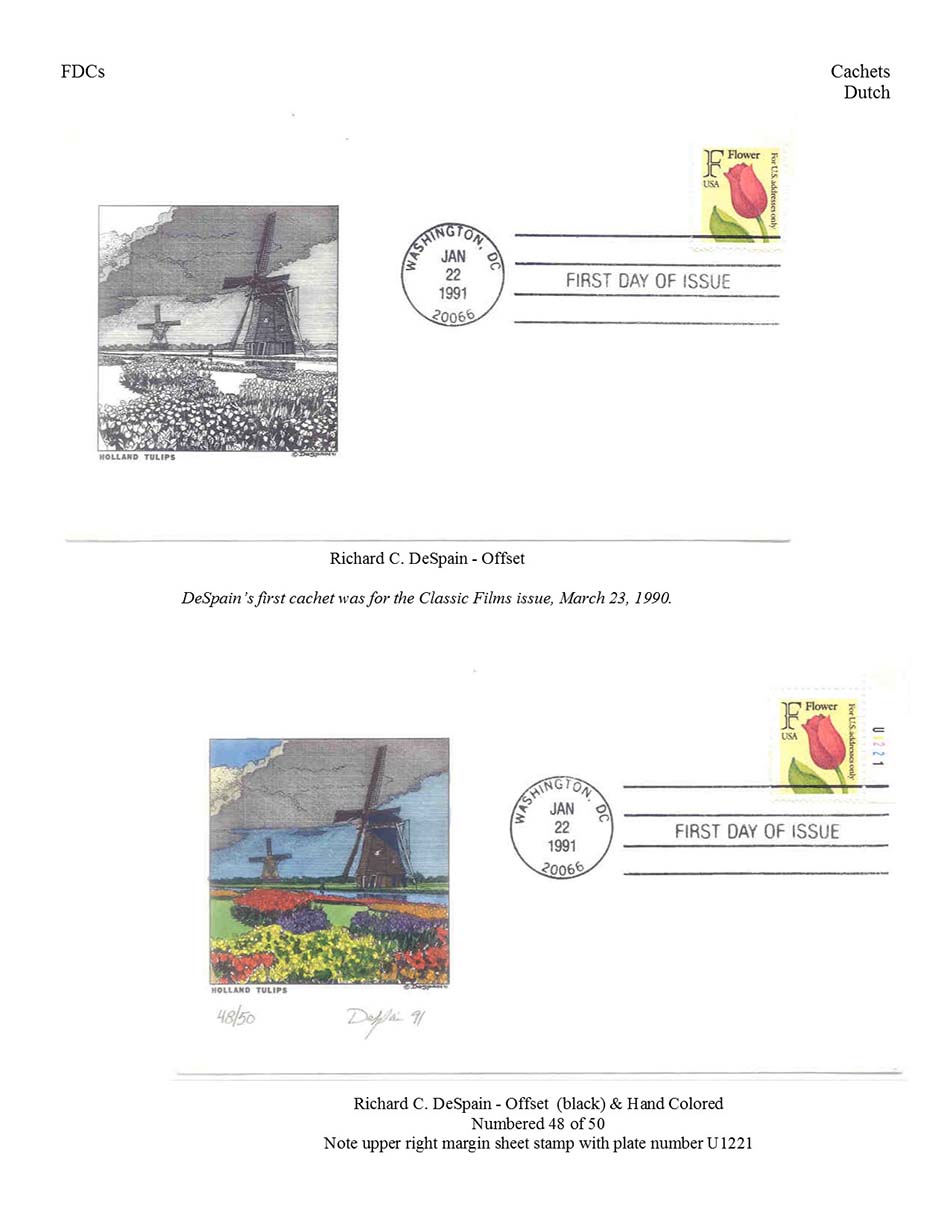 FDCs
Cachets
Dutch
F Flower
USA
For U.S. addresses only
WASHINGTON, DC
JAN
22
1991
20066
FIRST DAY OF ISSUE
HOLLAND TULIPS
© DeSpain 91
Richard C. DeSpain - Offset
DeSpain's first cachet was for the Classic Films issue, March 23, 1990.
F Flower
USA
For U.S. addresses only
U1221
WASHINGTON, DC
JAN
22
1991
20066
FIRST DAY OF ISSUE
HOLLAND TULIPS
© DeSpain 91
48/50
DeSpain 91
Richard C. DeSpain - Offset (black) & Hand Colored
Numbered 48 of 50
Note upper right margin sheet stamp with plate number U1221